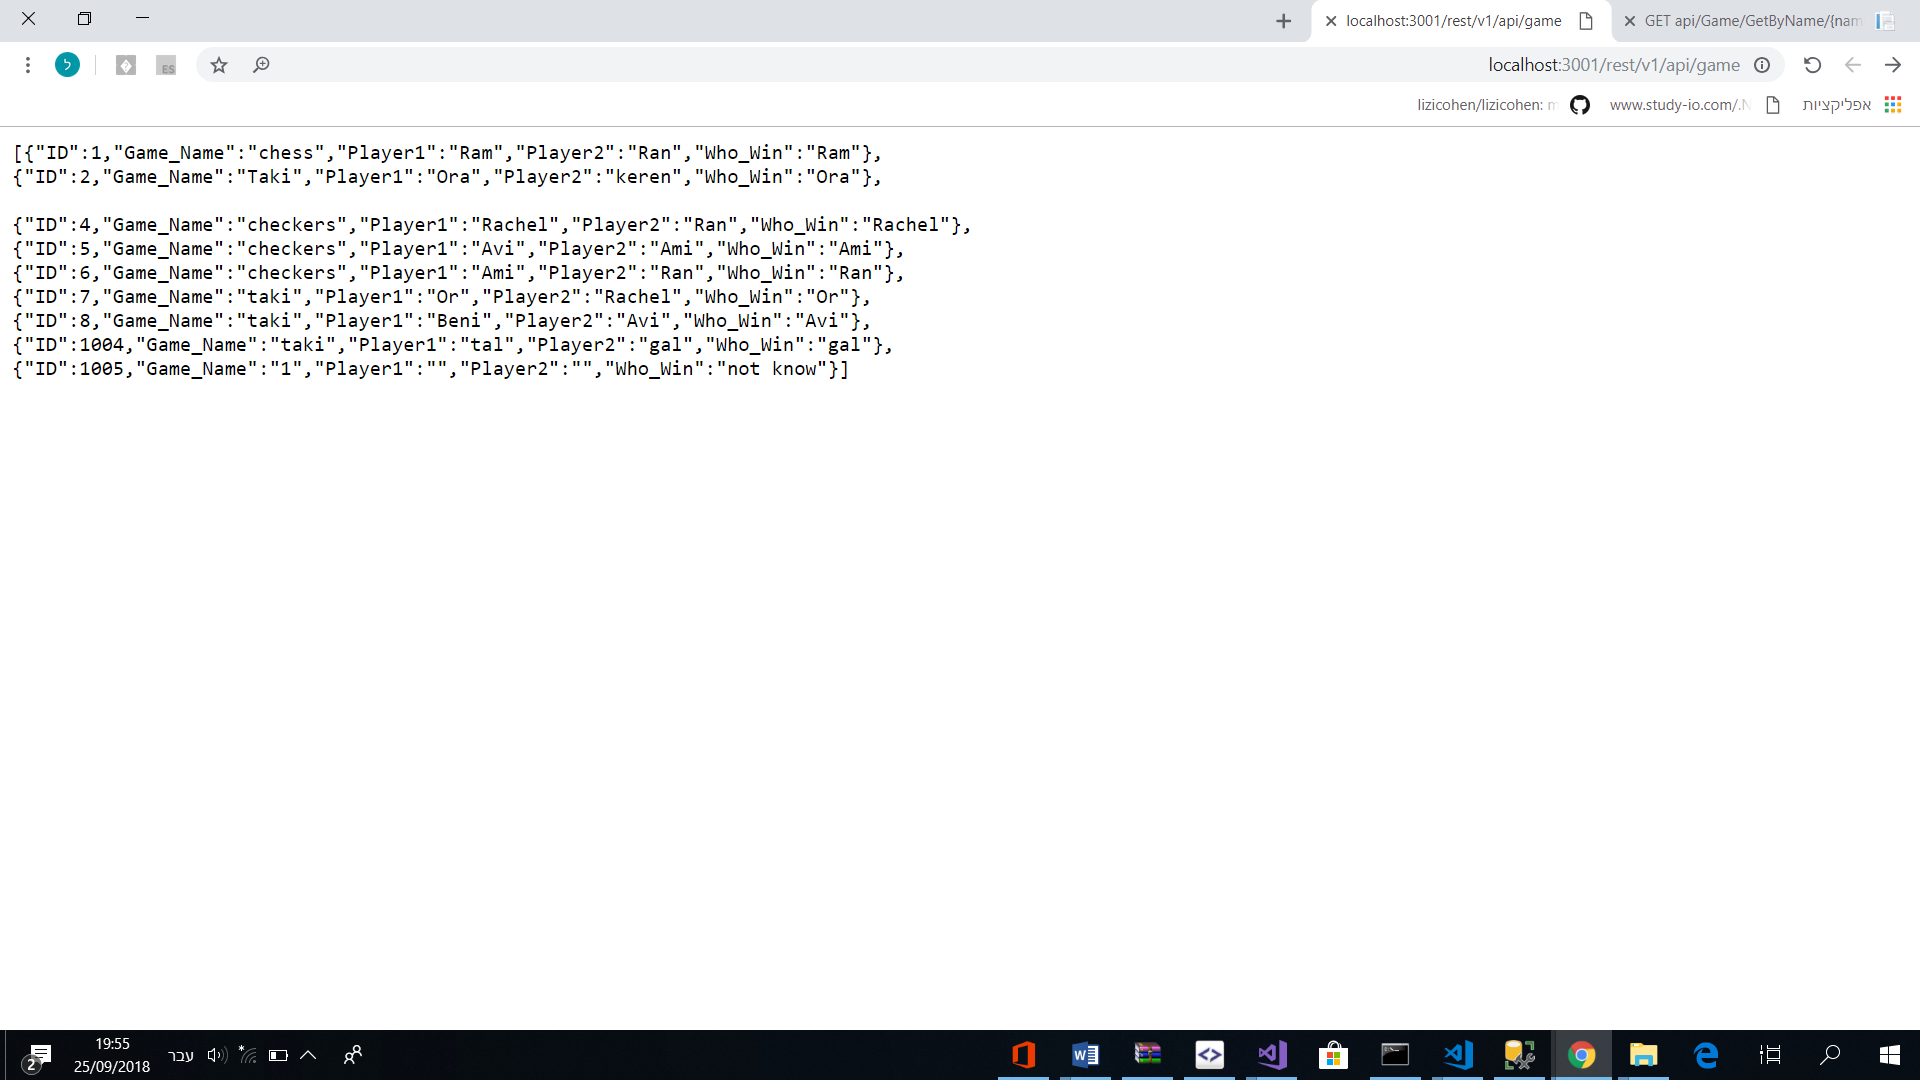 localhost:3001/rest/v1/api/game
GET api/Game/GetByName/{nam
ES
localhost:3001/rest/v1/api/game
lizicohen/lizicohen:
www.study-io.com/.N
אפליקציות
[{"ID":1,"Game_Name":"chess","Player1":"Ram","Player2":"Ran","Who_Win":"Ram"},
{"ID":2,"Game_Name":"Taki","Player1":"Ora","Player2":"keren","Who_Win":"Ora"},
{"ID":4,"Game_Name":"checkers","Player1":"Rachel","Player2":"Ran","Who_Win":"Rachel"},
{"ID":5,"Game_Name":"checkers","Player1":"Avi","Player2":"Ami","Who_Win":"Ami"},
{"ID":6,"Game_Name":"checkers","Player1":"Ami","Player2":"Ran","Who_Win":"Ran"},
{"ID":7,"Game_Name":"taki","Player1":"Or","Player2":"Rachel","Who_Win":"Or"},
{"ID":8,"Game_Name":"taki","Player1":"Beni","Player2":"Avi","Who_Win":"Avi"},
{"ID":1004,"Game_Name":"taki","Player1":"tal","Player2":"gal","Who_Win":"gal"},
{"ID":1005,"Game_Name":"1","Player1":"","Player2":"","Who_Win":"not know"}]
2
19:55
25/09/2018
עבר